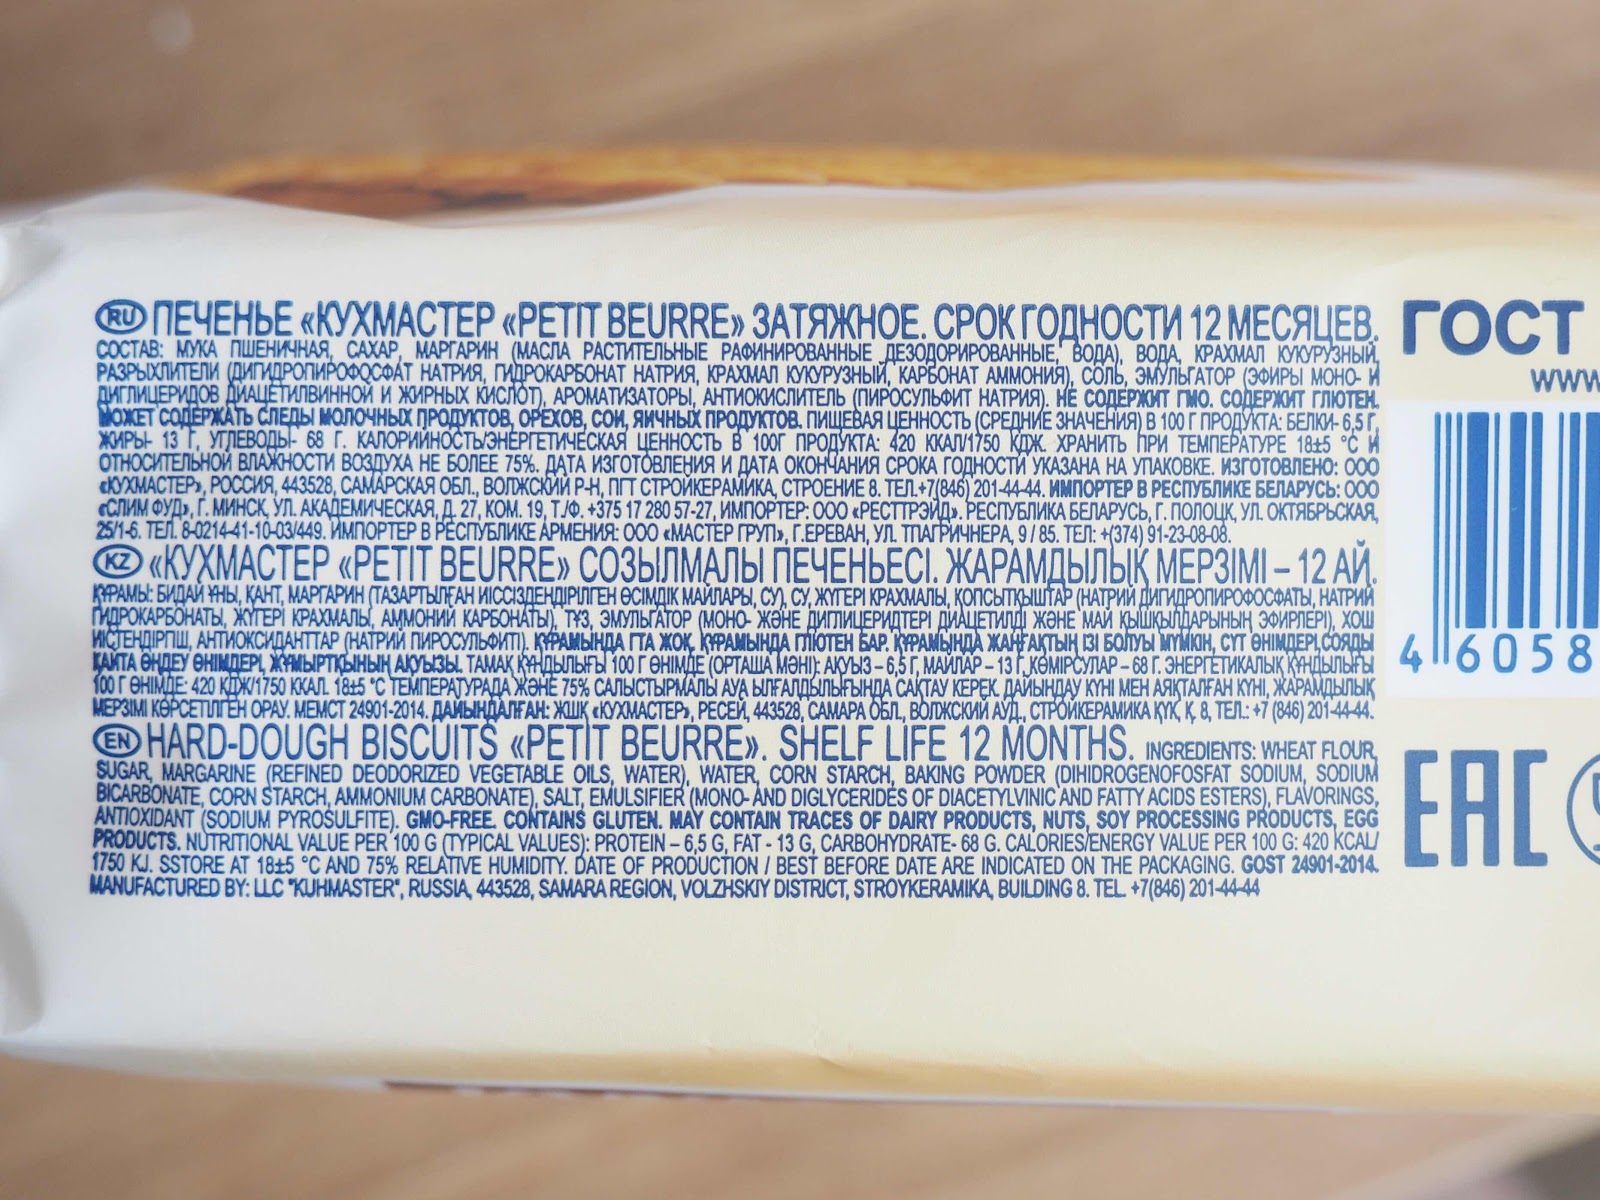 RU ПЕЧЕНЬЕ «КУХМАСТЕР «PETIT BEURRE» ЗАТЯЖНОЕ. СРОК ГОДНОСТИ 12 МЕСЯЦЕВ.
СОСТАВ: МУКА ПШЕНИЧНАЯ, САХАР, МАРГАРИН (МАСЛА РАСТИТЕЛЬНЫЕ РАФИНИРОВАННЫЕ ДЕЗОДОРИРОВАННЫЕ, ВОДА), ВОДА, КРАХМАЛ КУКУРУЗНЫЙ,
РАЗРЫХЛИТЕЛИ (ДИГИДРОПИРОФОСФАТ НАТРИЯ, ГИДРОКАРБОНАТ НАТРИЯ, КРАХМАЛ КУКУРУЗНЫЙ, КАРБОНАТ АММОНИЯ), СОЛЬ, ЭМУЛЬГАТОР (ЭФИРЫ МОНО- И
ДИГЛИЦЕРИДОВ ДИАЦЕТИЛВИННОЙ И ЖИРНЫХ КИСЛОТ), АРОМАТИЗАТОРЫ, АНТИОКИСЛИТЕЛЬ (ПИРОСУЛЬФИТ НАТРИЯ). НЕ СОДЕРЖИТ ГМО. СОДЕРЖИТ ГЛЮТЕН.
МОЖЕТ СОДЕРЖАТЬ СЛЕДЫ МОЛОЧНЫХ ПРОДУКТОВ, ОРЕХОВ, СОИ, ЯИЧНЫХ ПРОДУКТОВ. ПИЩЕВАЯ ЦЕННОСТЬ (СРЕДНИЕ ЗНАЧЕНИЯ) В 100 Г ПРОДУКТА: БЕЛКИ- 6,5 Г,
ЖИРЫ- 13 Г, УГЛЕВОДЫ- 68 Г. КАЛОРИЙНОСТЬ/ЭНЕРГЕТИЧЕСКАЯ ЦЕННОСТЬ В 100Г ПРОДУКТА: 420 ККАЛ/1750 КДЖ. ХРАНИТЬ ПРИ ТЕМПЕРАТУРЕ 18±5 °С И
ОТНОСИТЕЛЬНОЙ ВЛАЖНОСТИ ВОЗДУХА НЕ БОЛЕЕ 75%. ДАТА ИЗГОТОВЛЕНИЯ И ДАТА ОКОНЧАНИЯ СРОКА ГОДНОСТИ УКАЗАНА НА УПАКОВКЕ. ИЗГОТОВЛЕНО: ООО
«КУХМАСТЕР», РОССИЯ, 443528, САМАРСКАЯ ОБЛ., ВОЛЖСКИЙ Р-Н, ПГТ СТРОЙКЕРАМИКА, СТРОЕНИЕ 8. ТЕЛ.+7(846) 201-44-44. ИМПОРТЕР В РЕСПУБЛИКЕ БЕЛАРУСЬ: ООО
«СЛИМ ФУД», Г. МИНСК, УЛ. АКАДЕМИЧЕСКАЯ, Д. 27, КОМ. 19, Т./Ф. +375 17 280 57-27, ИМПОРТЕР: ООО «РЕСТТРЭЙД». РЕСПУБЛИКА БЕЛАРУСЬ, Г. ПОЛОЦК, УЛ. ОКТЯБРЬСКАЯ,
25/1-6. ТЕЛ. 8-0214-41-10-03/449. ИМПОРТЕР В РЕСПУБЛИКЕ АРМЕНИЯ: ООО «МАСТЕР ГРУП», Г.ЕРЕВАН, УЛ. ТПАГРИЧНЕРА, 9 / 85. ТЕЛ: +(374) 91-23-08-08.
KZ «КУХМАСТЕР «PETIT BEURRE» СОЗЫЛМАЛЫ ПЕЧЕНЬЕСІ. ЖАРАМДЫЛЫҚ МЕРЗІМІ – 12 АЙ.
ҚҰРАМЫ: БИДАЙ ҰНЫ, ҚАНТ, МАРГАРИН (ТАЗАРТЫЛҒАН ИІССІЗДЕНДІРІЛГЕН ӨСІМДІК МАЙЛАРЫ, СУ), СУ, ЖҮГЕРІ КРАХМАЛЫ, ҚОПСЫТҚЫШТАР (НАТРИЙ ДИГИДРОПИРОФОСФАТЫ, НАТРИЙ
ГИДРОКАРБОНАТЫ, ЖҮГЕРІ КРАХМАЛЫ, АММОНИЙ КАРБОНАТЫ), ТҰЗ, ЭМУЛЬГАТОР (МОНО- ЖӘНЕ ДИГЛИЦЕРИДТЕРІ ДИАЦЕТИЛДІ ЖӘНЕ МАЙ ҚЫШҚЫЛДАРЫНЫҢ ЭФИРЛЕРІ), ХОШ
ИІСТЕНДІРГІШ, АНТИОКСИДАНТТАР (НАТРИЙ ПИРОСУЛЬФИТІ). ҚҰРАМЫНДА ГТА ЖОҚ, ҚҰРАМЫНДА ГЛЮТЕН БАР. ҚҰРАМЫНДА ЖАҢҒАҚТЫҢ ІЗІ БОЛУЫ МҮМКІН, СҮТ ӨНІМДЕРІ,СОЯДЫ
ҚАЙТА ӨҢДЕУ ӨНІМДЕРІ, ЖҰМЫРТҚЫНЫҢ АҚУЫЗЫ. ТАМАҚ ҚҰНДЫЛЫҒЫ 100 Г ӨНІМДЕ (ОРТАША МӘНІ): АҚУЫЗ – 6,5 Г, МАЙЛАР – 13 Г,КӨМІРСУЛАР – 68 Г. ЭНЕРГЕТИКАЛЫҚ ҚҰНДЫЛЫҒЫ
100 Г ӨНІМДЕ: 420 КДЖ/1750 ККАЛ. 18±5 °С ТЕМПЕРАТУРАДА ЖӘНЕ 75% САЛЫСТЫРМАЛЫ АУА ЫЛҒАЛДЫЛЫҒЫНДА САҚТАУ КЕРЕК. ДАЙЫНДАУ КҮНІ МЕН АЯҚТАЛҒАН КҮНІ, ЖАРАМДЫЛЫҚ
МЕРЗІМІ КӨРСЕТІЛГЕН ОРАУ. МЕМСТ 24901-2014. ДАЙЫНДАЛҒАН: ЖШҚ «КУХМАСТЕР», РЕСЕЙ, 443528, САМАРА ОБЛ., ВОЛЖСКИЙ АУД., СТРОЙКЕРАМИКА ҚҮҚ, Қ. 8, ТЕЛ.: +7 (846) 201-44-44.
EN HARD-DOUGH BISCUITS «PETIT BEURRE». SHELF LIFE 12 MONTHS. INGREDIENTS: WHEAT FLOUR,
SUGAR, MARGARINE (REFINED DEODORIZED VEGETABLE OILS, WATER), WATER, CORN STARCH, BAKING POWDER (DIHIDROGENOFOSFAT SODIUM, SODIUM
BICARBONATE, CORN STARCH, AMMONIUM CARBONATE), SALT, EMULSIFIER (MONO- AND DIGLYCERIDES OF DIACETYLVINIC AND FATTY ACIDS ESTERS), FLAVORINGS,
ANTIOXIDANT (SODIUM PYROSULFITE). GMO-FREE. CONTAINS GLUTEN. MAY CONTAIN TRACES OF DAIRY PRODUCTS, NUTS, SOY PROCESSING PRODUCTS, EGG
PRODUCTS. NUTRITIONAL VALUE PER 100 G (TYPICAL VALUES): PROTEIN – 6,5 G, FAT - 13 G, CARBOHYDRATE- 68 G. CALORIES/ENERGY VALUE PER 100 G: 420 KCAL/
1750 KJ. SSTORE AT 18±5 °C AND 75% RELATIVE HUMIDITY. DATE OF PRODUCTION / BEST BEFORE DATE ARE INDICATED ON THE PACKAGING. GOST 24901-2014.
MANUFACTURED BY: LLC "KUHMASTER", RUSSIA, 443528, SAMARA REGION, VOLZHSKIY DISTRICT, STROYKERAMIKA, BUILDING 8. TEL. +7(846) 201-44-44
ГОСТ
www
4 6058
EAC